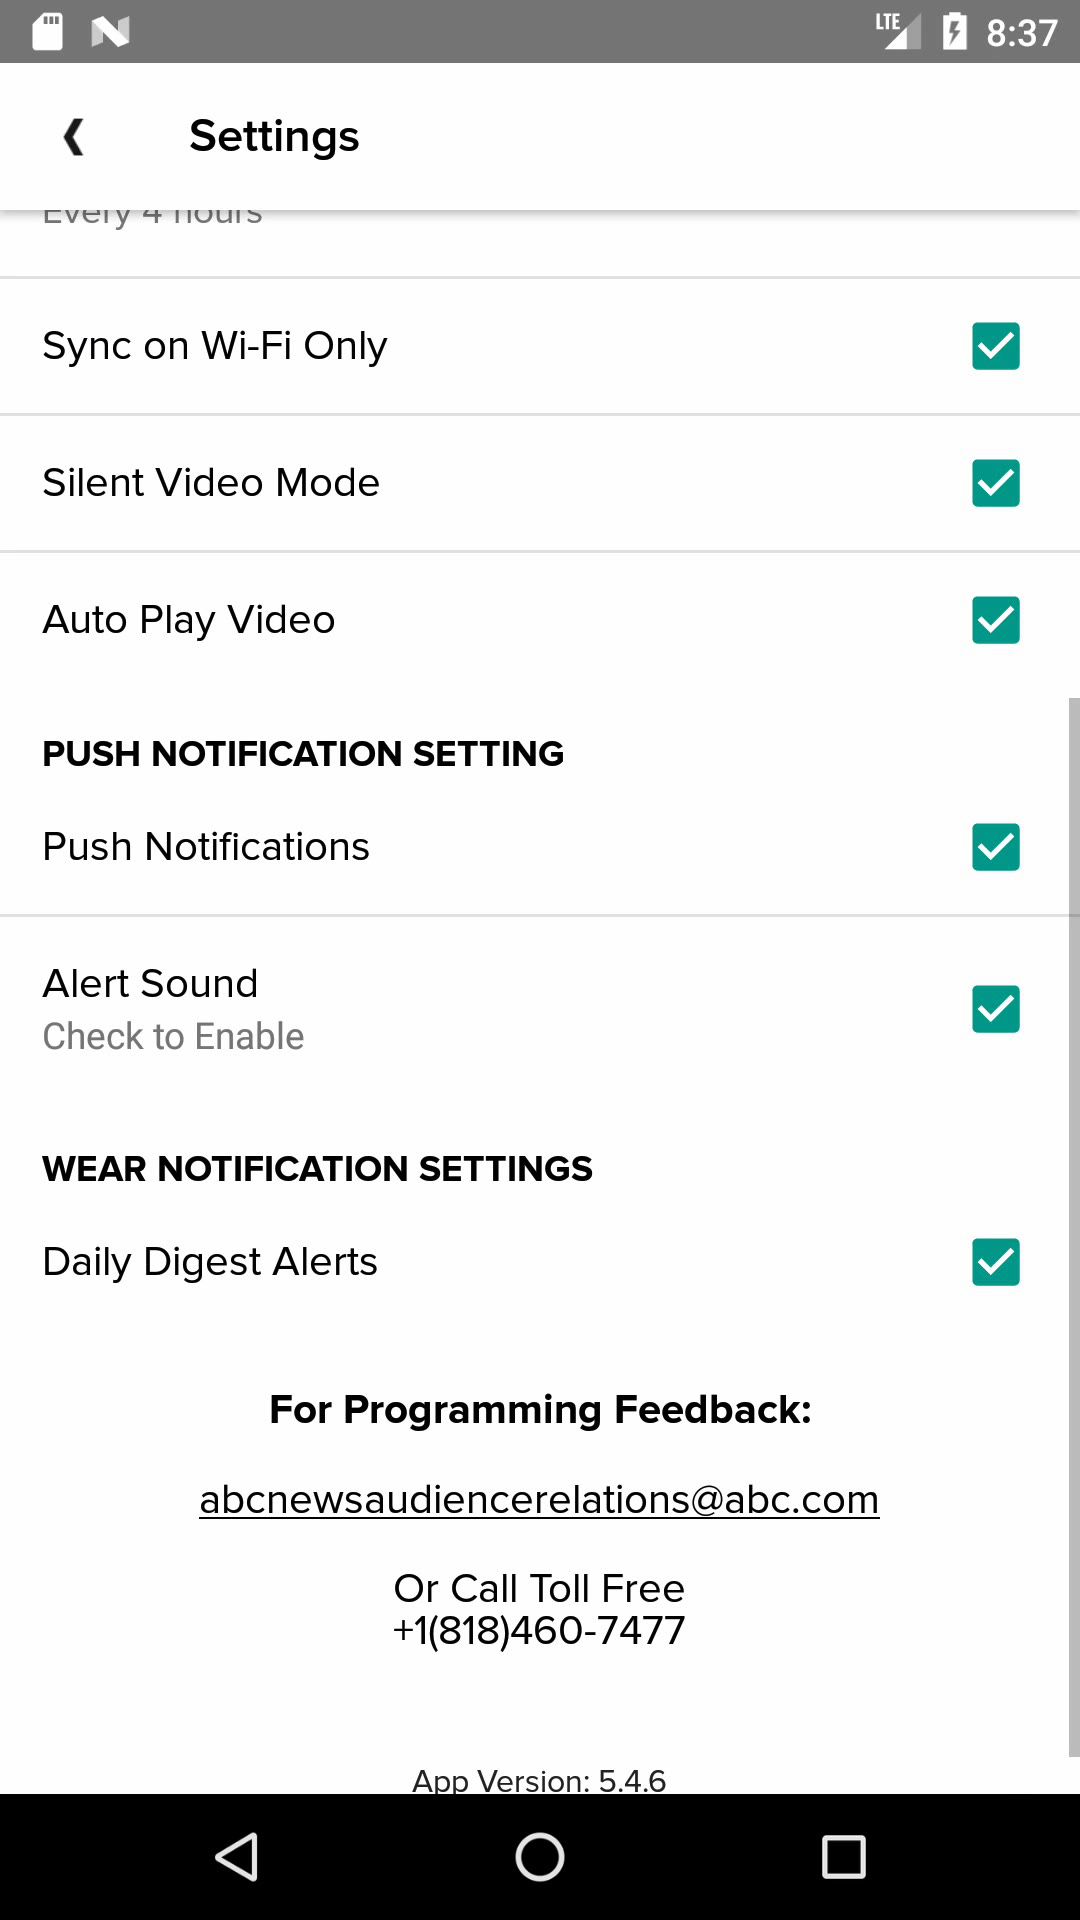 LTE 8:37
Settings
Every 4 hours
Sync on Wi-Fi Only
Silent Video Mode
Auto Play Video
PUSH NOTIFICATION SETTING
Push Notifications
Alert Sound
Check to Enable
WEAR NOTIFICATION SETTINGS
Daily Digest Alerts
For Programming Feedback:
abcnewsaudiencerelations@abc.com
Or Call Toll Free
+1(818)460-7477
App Version: 5.4.6